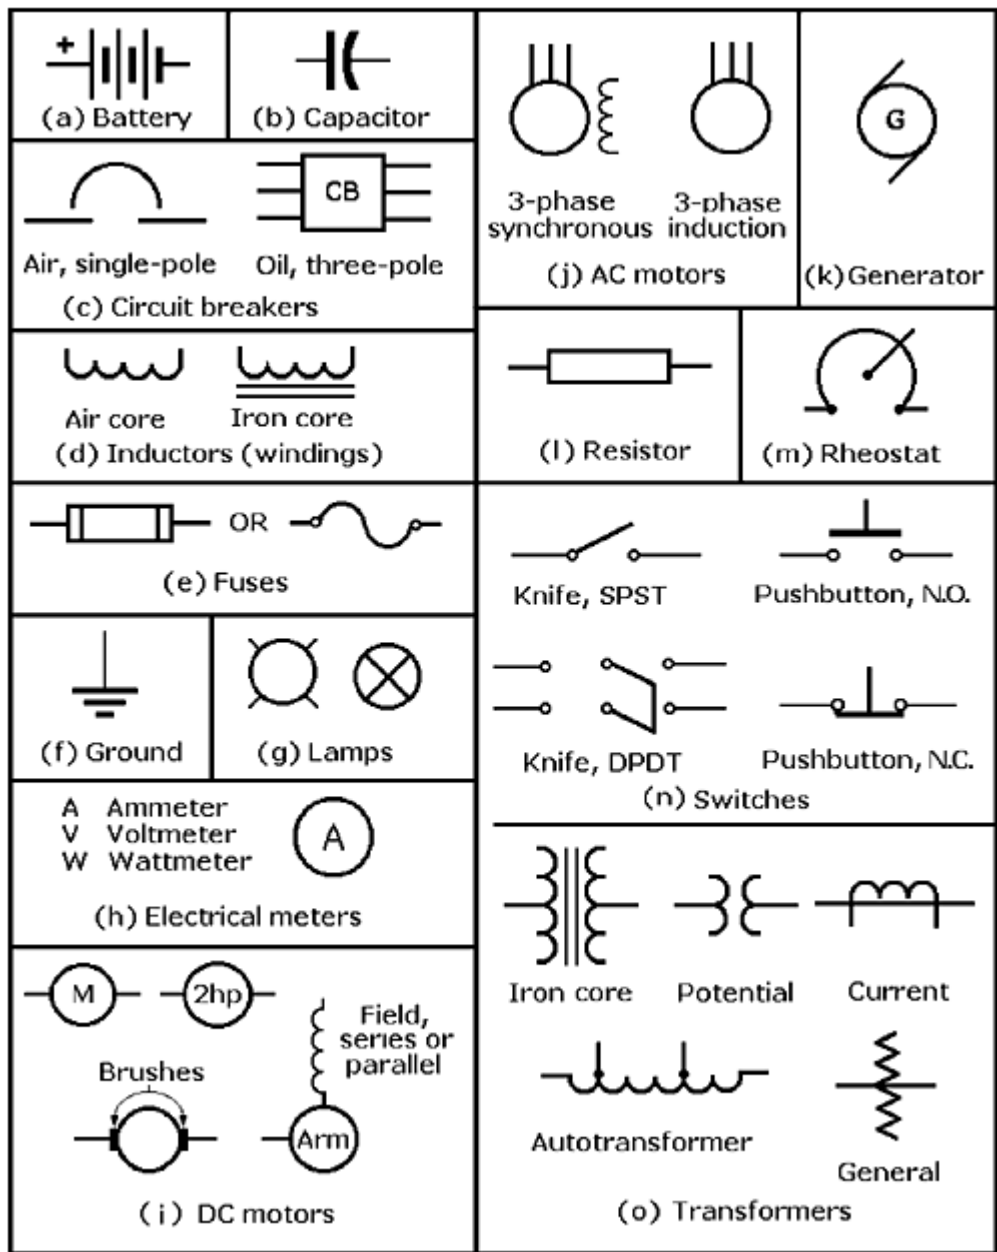 +
(a) Battery
(b) Capacitor
CB
Air, single-pole
Oil, three-pole
(c) Circuit breakers
Air core
Iron core
(d) Inductors (windings)
OR
(e) Fuses
(f) Ground
(g) Lamps
A Ammeter
V Voltmeter
W Wattmeter
A
(h) Electrical meters
M
2hp
Field,
series or
parallel
Brushes
Arm
(i) DC motors
3-phase
synchronous
3-phase
induction
(j) AC motors
G
(k) Generator
(l) Resistor
(m) Rheostat
Knife, SPST
Pushbutton, N.O.
Knife, DPDT
Pushbutton, N.C.
(n) Switches
Iron core
Potential
Current
Autotransformer
General
(o) Transformers